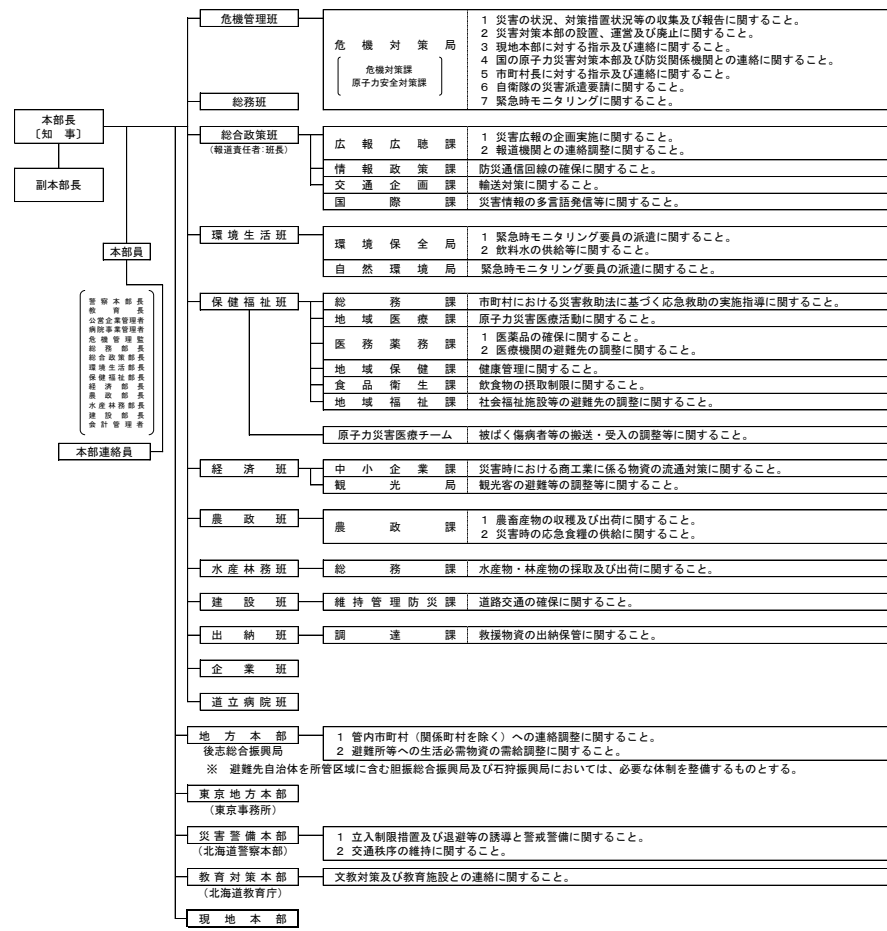 危機管理班
危機対策局
危機対策課
原子力安全対策課
1 災害の状況、対策措置状況等の収集及び報告に関すること。
2 災害対策本部の設置、運営及び廃止に関すること。
3 現地本部に対する指示及び連絡に関すること。
4 国の原子力災害対策本部及び防災関係機関との連絡に関すること。
5 市町村長に対する指示及び連絡に関すること。
6 自衛隊の災害派遣要請に関すること。
7 緊急時モニタリングに関すること。
総務班
本部長
〔知 事〕
副本部長
本部員
警察本部長
教育長
公営企業管理者
病院事業管理者
危機管理監
総務部長
総合政策部長
環境生活部長
保健福祉部長
経済部長
農政部長
水産林務部長
建設部長
会計管理者
本部連絡員
総合政策班
(報道責任者:班長)
広報広聴課
1 災害広報の企画実施に関すること。
2 報道機関との連絡調整に関すること。
情報政策課 防災通信回線の確保に関すること。
交通企画課 輸送対策に関すること。
国際課 災害情報の多言語発信等に関すること。
環境生活班
環境保全局
1 緊急時モニタリング要員の派遣に関すること。
2 飲料水の供給等に関すること。
自然環境局 緊急時モニタリング要員の派遣に関すること。
保健福祉班
総務課 市町村における災害救助法に基づく応急救助の実施指導に関すること。
地域医療課 原子力災害医療活動に関すること。
医務薬務課
1 医薬品の確保に関すること。
2 医療機関の避難先の調整に関すること。
地域保健課 健康管理に関すること。
食品衛生課 飲食物の摂取制限に関すること。
地域福祉課 社会福祉施設等の避難先の調整に関すること。
原子力災害医療チーム 被ばく傷病者等の搬送・受入の調整等に関すること。
経済班
中小企業課 災害時における商工業に係る物資の流通対策に関すること。
観光局 観光客の避難等の調整等に関すること。
農政班
農政課
1 農畜産物の収穫及び出荷に関すること。
2 災害時の応急食糧の供給に関すること。
水産林務班 総務課 水産物・林産物の採取及び出荷に関すること。
建設班 維持管理防災課 道路交通の確保に関すること。
出納班 調達課 救援物資の出納保管に関すること。
企業班
道立病院班
地方本部
後志総合振興局
1 管内市町村（関係町村を除く）への連絡調整に関すること。
2 避難所等への生活必需物資の需給調整に関すること。
※ 避難先自治体を所管区域に含む胆振総合振興局及び石狩振興局においては、必要な体制を整備するものとする。
東京地方本部
(東京事務所)
災害警備本部
(北海道警察本部)
1 立入制限措置及び退避等の誘導と警戒警備に関すること。
2 交通秩序の維持に関すること。
教育対策本部
(北海道教育庁)
文教対策及び教育施設との連絡に関すること。
現地本部